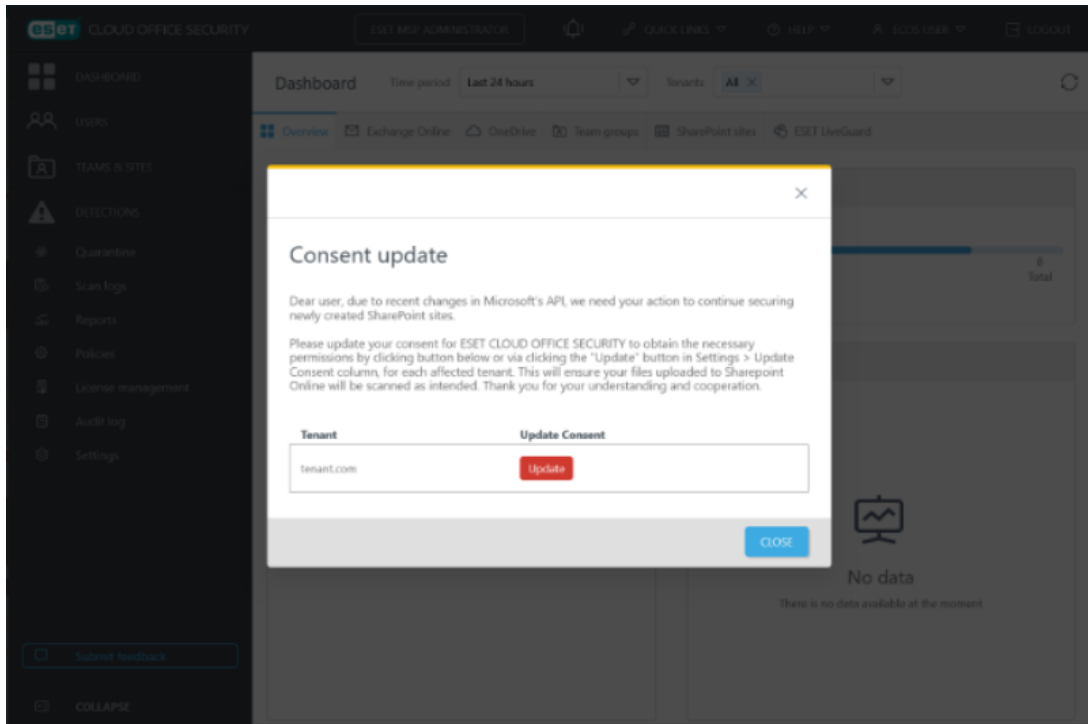 eset CLOUD OFFICE SECURITY
ESET MSP ADMINISTRATOR
QUICK LINKS
HELP
ECOS USER
LOGOUT
DASHBOARD
USERS
TEAMS & SITES
DETECTIONS
Quarantine
Scan logs
Reports
Policies
License management
Audit log
Settings
Submit feedback
COLLAPSE
Dashboard
Time period
Last 24 hours
Tenants
All
Overview
Exchange Online
OneDrive
Team groups
SharePoint sites
ESET LiveGuard
0
Total
Consent update
Dear user, due to recent changes in Microsoft's API, we need your action to continue securing
newly created SharePoint sites.
Please update your consent for ESET CLOUD OFFICE SECURITY to obtain the necessary
permissions by clicking button below or via clicking the "Update" button in Settings > Update
Consent column, for each affected tenant. This will ensure your files uploaded to Sharepoint
Online will be scanned as intended. Thank you for your understanding and cooperation.
Tenant Update Consent
tenant.com Update
CLOSE
No data
There is no data available at the moment